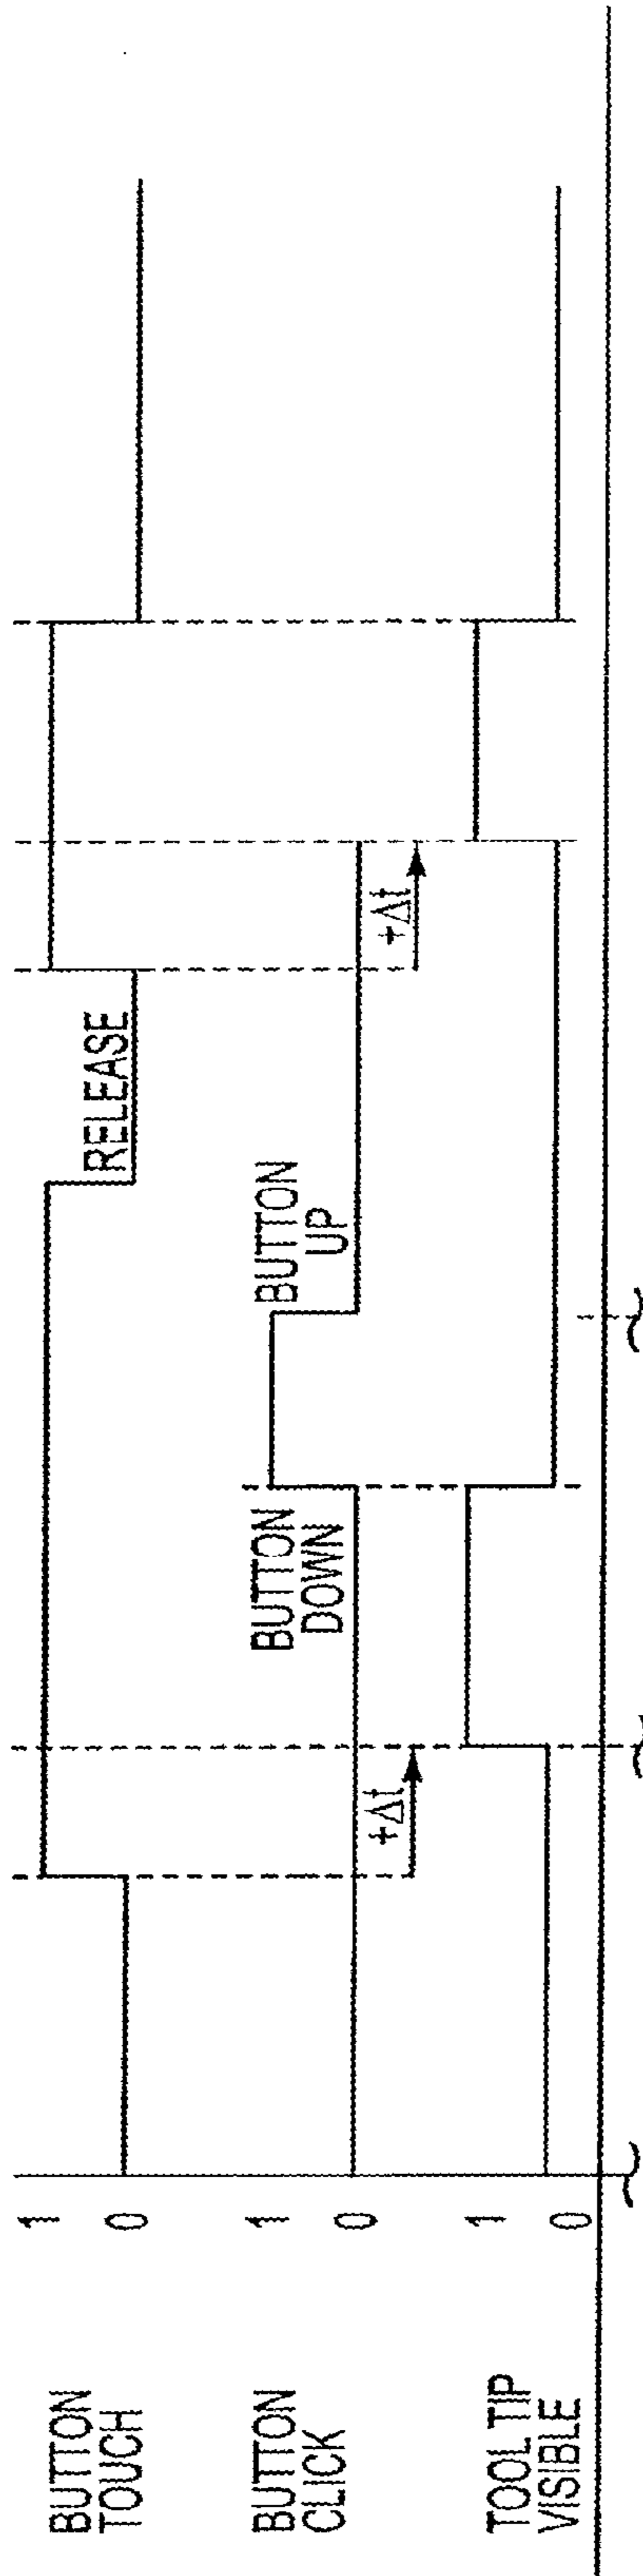 BUTTON
TOUCH
1
0
RELEASE
BUTTON
CLICK
1
0
BUTTON
DOWN
BUTTON
UP
+Δt
+Δt
TOOL TIP
VISIBLE
1
0